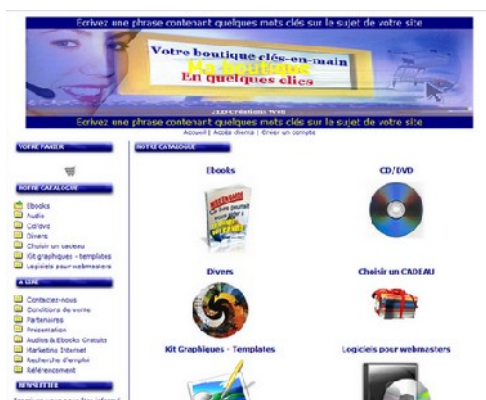 Ecrivez une phrase contenant quelques mots clés sur le sujet de votre site
Votre boutique clés-en-main
Ma boutique
En quelques clics
Ecrivez une phrase contenant quelques mots clés sur le sujet de votre site
Accueil | Accès clients | Créer un compte
VOTRE PANIER
NOTRE CATALOGUE
Ebooks
Audio
Cd/dvd
Divers
Choisir un cadeau
Kit graphiques - templates
Logiciels pour webmasters
A LIRE
Contactez-nous
Conditions de vente
Partenaires
Présentation
Audios & Ebooks Gratuits
Marketing Internet
Recherche d'emploi
Référencement
NEWSLETTER
NOTRE CATALOGUE
Ebooks
CD/DVD
Divers
Choisir un CADEAU
Kit Graphiques - Templates
Logiciels pour webmasters